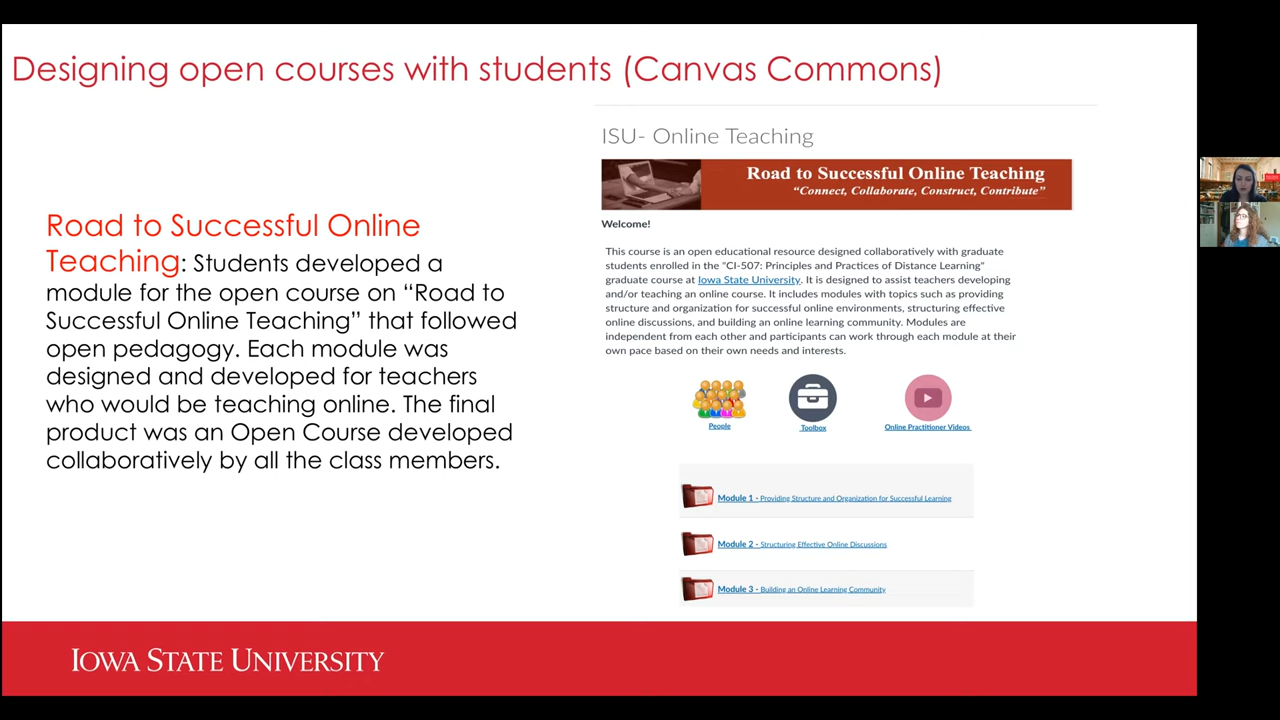 Designing open courses with students (Canvas Commons)
Road to Successful Online
Teaching: Students developed a
module for the open course on “Road to
Successful Online Teaching” that followed
open pedagogy. Each module was
designed and developed for teachers
who would be teaching online. The final
product was an Open Course developed
collaboratively by all the class members.
ISU- Online Teaching
Road to Successful Online Teaching
“Connect, Collaborate, Construct, Contribute”
Welcome!
This course is an open educational resource designed collaboratively with graduate
students enrolled in the "CI-507: Principles and Practices of Distance Learning"
graduate course at Iowa State University. It is designed to assist teachers developing
and/or teaching an online course. It includes modules with topics such as providing
structure and organization for successful online environments, structuring effective
online discussions, and building an online learning community. Modules are
independent from each other and participants can work through each module at their
own pace based on their own needs and interests.
People
Toolbox
Online Practitioner Videos
Module 1 - Providing Structure and Organization for Successful Learning
Module 2 - Structuring Effective Online Discussions
Module 3 - Building an Online Learning Community
IOWA STATE UNIVERSITY